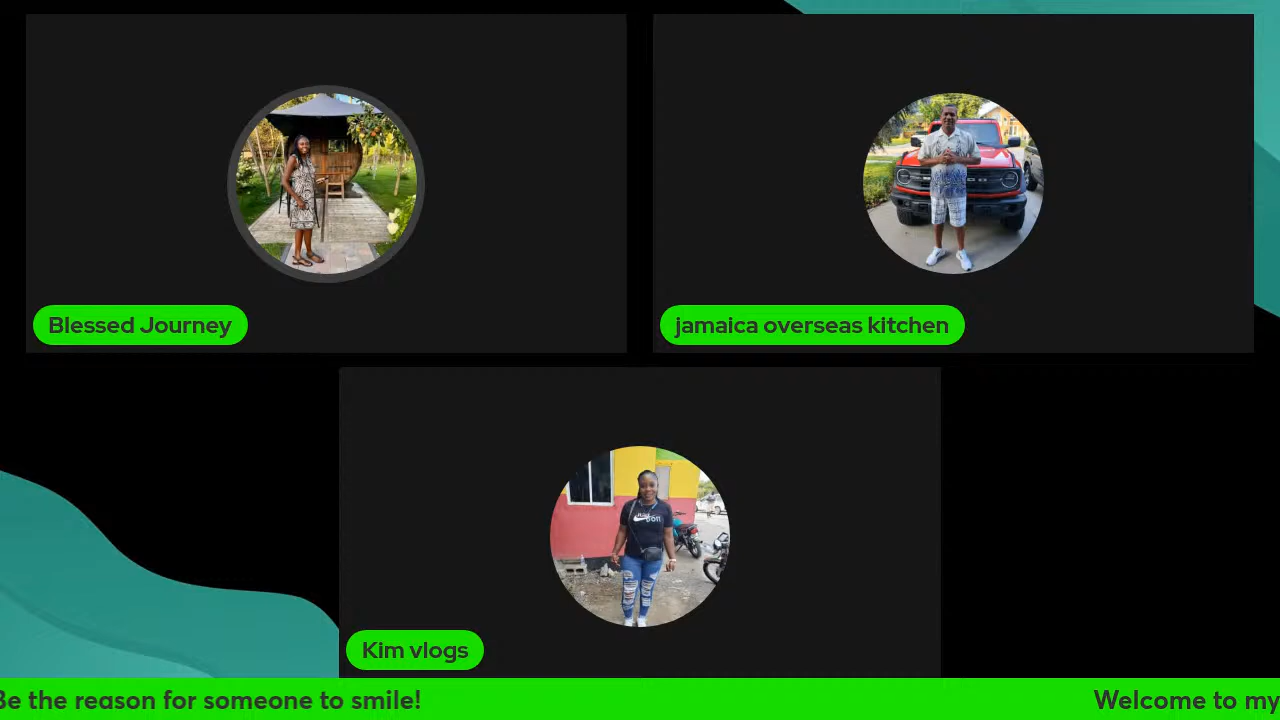 Blessed Journey
jamaica overseas kitchen
Kim vlogs
Be the reason for someone to smile!
Welcome to my